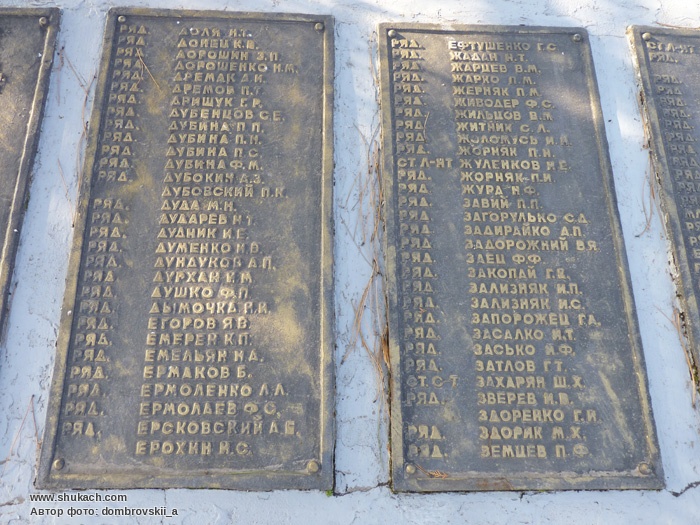 РЯД. ДОЛЯ И.Т.
РЯД. ДОНЕЦ К.Е.
РЯД. ДОРОШИН З.П.
РЯД. ДОРОШЕНКО Н.М.
РЯД. ДРЕМАК Д.И.
РЯД. ДРЕМОВ П.Т.
РЯД. ДРИЩУК Г.Р.
РЯД. ДУБЕНЦОВ С.Е.
РЯД. ДУБИНА П.П.
РЯД. ДУБИНА П.Н.
РЯД. ДУБИНА П.С.
РЯД. ДУБИНА Ф.К.
РЯД. ДУБОКИН А.З.
ДУБОВСКИЙ П.К.
РЯД. ДУДА М.Н.
РЯД. ДУДАРЕВ Н.Т.
РЯД. ДУДНИК И.Е.
РЯД. ДУМЕНКО Н.В.
РЯД. ДУНДУКОВ А.П.
РЯД. ДУРХАН Е.М.
РЯД. ДУШКО Ф.П.
РЯД. ДЫМОЧКА Я.И.
РЯД. ЕГОРОВ Я.В.
РЯД. ЕМЕРЕН К.П.
РЯД. ЕМЕЛЬЯН Н.А.
РЯД. ЕРМАКОВ Б.
РЯД. ЕРМОЛЕНКО Л.Л.
РЯД. ЕРМОЛАЕВ Ф.С.
РЯД. ЕРСКОВСКИЙ А.Е.
ЕРОХИН И.С.
РЯД. ЕФТУШЕНКО Г.С.
РЯД. ЖАДАН Н.Т.
РЯД. ЖАРЦЕВ В.М.
РЯД. ЖАРКО П.М.
РЯД. ЖЕРНЯК П.М.
РЯД. ЖИВОДЕР Ф.С.
РЯД. ЖИЛЬЦОВ В.М.
РЯД. ЖИТНИК С.Л.
РЯД. ЖОЛОМУСЬ И.И.
РЯД. ЖОРНЯК П.Н.
СТ.Л-НТ ЖУЛЕНКОВ И.Е.
РЯД. ЖОРНЯК П.И.
РЯД. ЖУРА Н.Ф.
РЯД. ЗАВИЙ П.П.
РЯД. ЗАГОРУЛЬКО С.Д.
РЯД. ЗАДИРАЙКО Д.П.
РЯД. ЗАДОРОЖНИЙ В.Я.
РЯД. ЗАЕЦ Ф.Ф.
РЯД. ЗАКОПАЙ Г.Е.
РЯД. ЗАЛИЗНЯК И.П.
РЯД. ЗАЛИЗНЯК И.С.
РЯД. ЗАПОРОЖЕЦ Г.А.
РЯД. ЗАСАЛКО И.Т.
РЯД. ЗАСЬКО И.Ф.
РЯД. ЗАТЛОВ Г.Т.
СТ.С-Т ЗАХАРЯН Ш.Х.
РЯД. ЗВЕРЕВ И.В.
ЗДОРЕНКО Г.И.
РЯД. ЗДОРИК М.Х.
РЯД. ЗЕМЦЕВ П.Ф.
РЯД.
www.shukach.com
Автор фото: dombrovskii_a